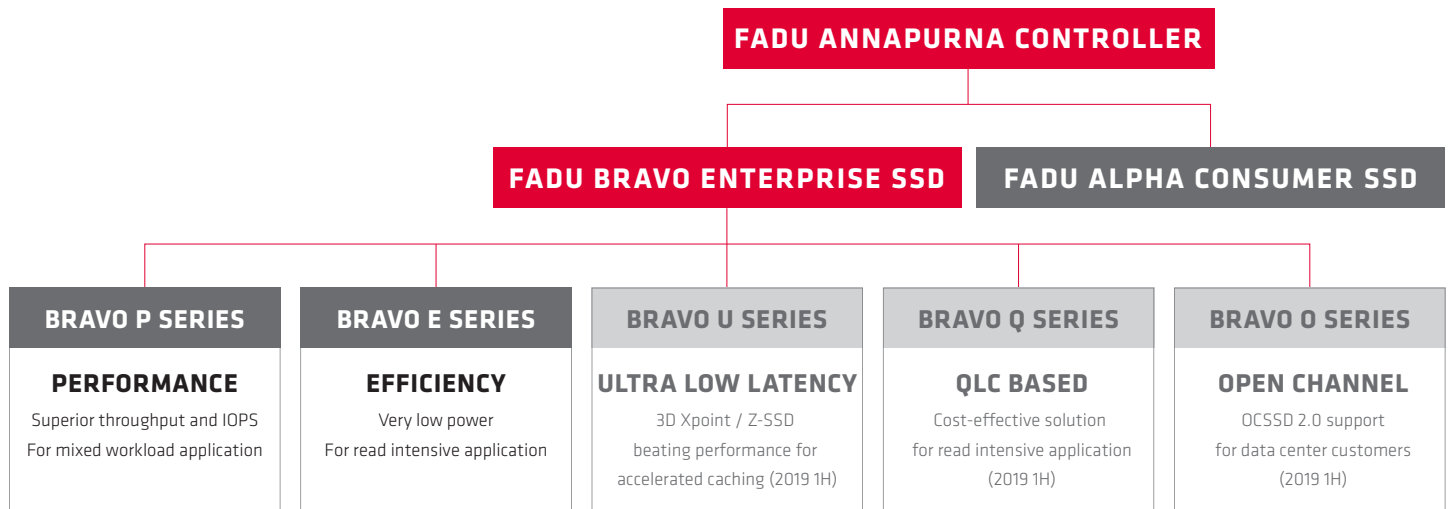 FADU ANNAPURNA CONTROLLER
FADU BRAVO ENTERPRISE SSD
FADU ALPHA CONSUMER SSD
BRAVO P SERIES
PERFORMANCE
Superior throughput and IOPS
For mixed workload application
BRAVO E SERIES
EFFICIENCY
Very low power
For read intensive application
BRAVO U SERIES
ULTRA LOW LATENCY
3D Xpoint / Z-SSD
beating performance for
accelerated caching (2019 1H)
BRAVO Q SERIES
QLC BASED
Cost-effective solution
for read intensive application
(2019 1H)
BRAVO O SERIES
OPEN CHANNEL
OCSSD 2.0 support
for data center customers
(2019 1H)